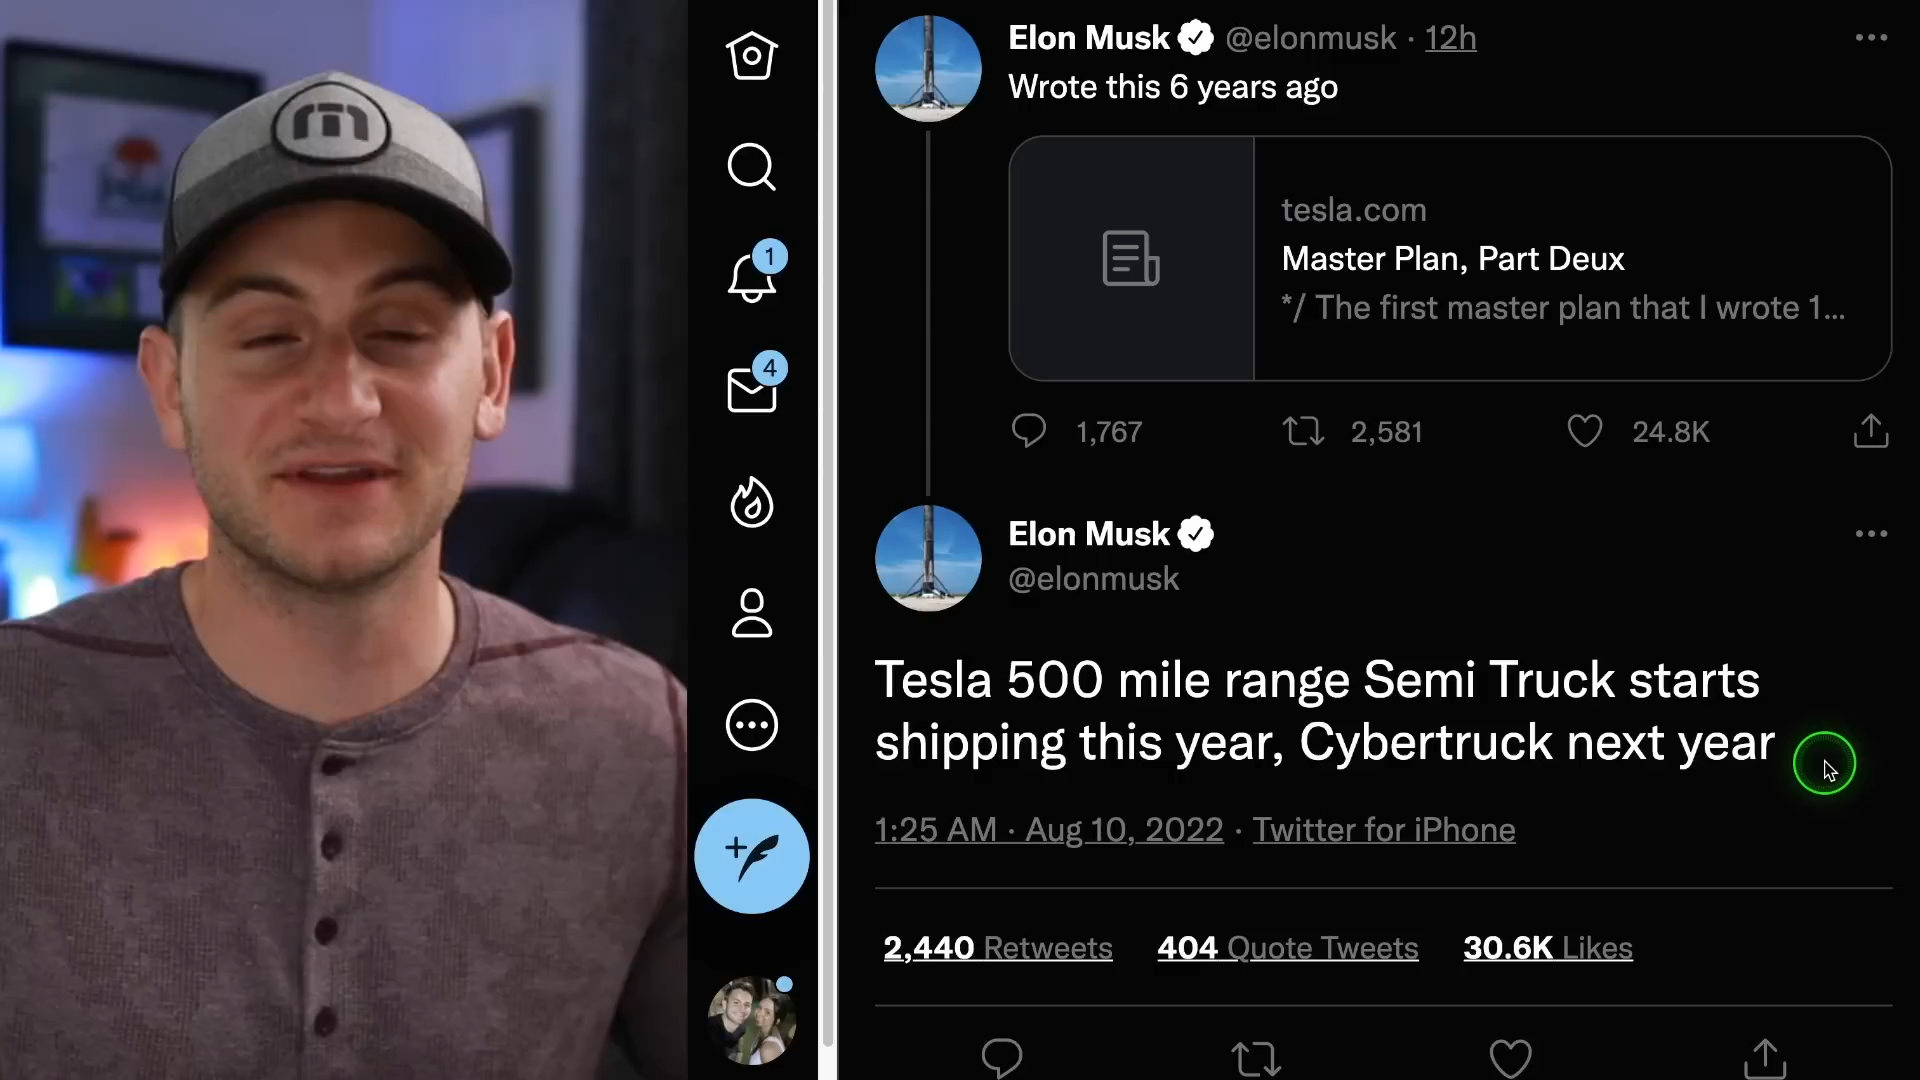 Elon Musk @elonmusk · 12h
Wrote this 6 years ago
tesla.com
Master Plan, Part Deux
*/ The first master plan that I wrote 1...
1,767 2,581 24.8K
Elon Musk
@elonmusk
Tesla 500 mile range Semi Truck starts
shipping this year, Cybertruck next year
1:25 AM · Aug 10, 2022 · Twitter for iPhone
2,440 Retweets 404 Quote Tweets 30.6K Likes
1
4